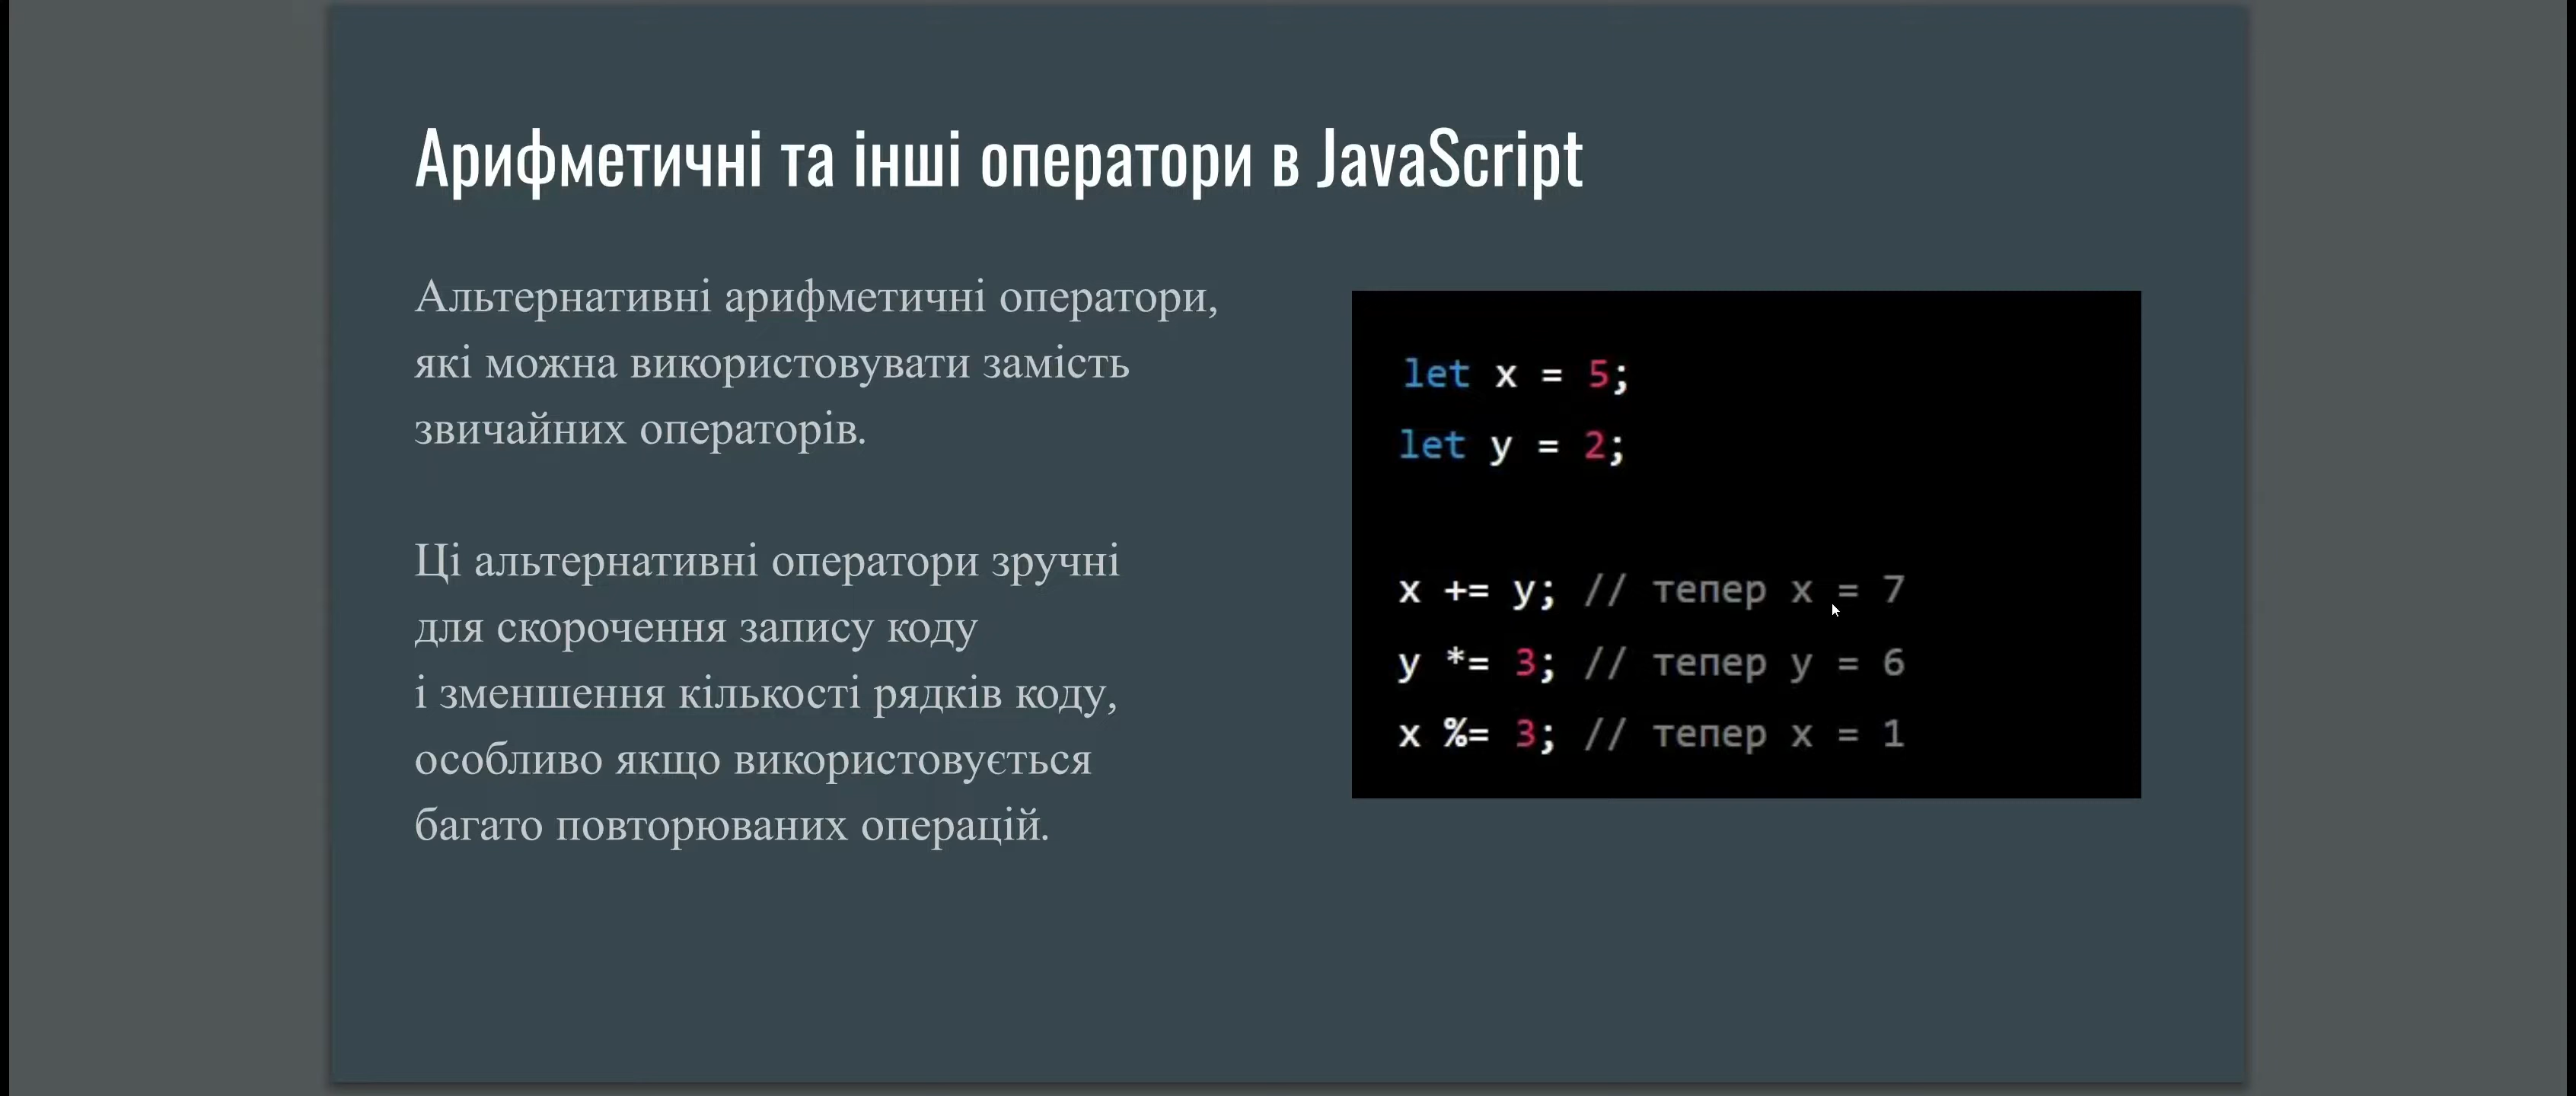 Арифметичні та інші оператори в JavaScript
Альтернативні арифметичні оператори,
які можна використовувати замість
звичайних операторів.
Ці альтернативні оператори зручні
для скорочення запису коду
і зменшення кількості рядків коду,
особливо якщо використовується
багато повторюваних операцій.
let x = 5;
let y = 2;
x += y; // тепер x = 7
y *= 3; // тепер y = 6
x %= 3; // тепер x = 1